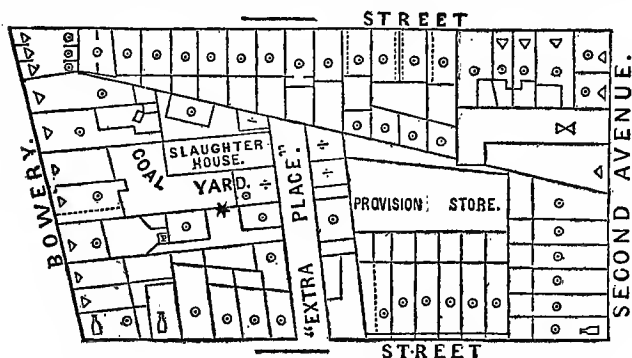 STREET
SECOND AVENUE.
BOWERY.
SLAUGHTER
HOUSE.
COAL
YARD.
"EXTRA PLACE."
PROVISION STORE.
STREET